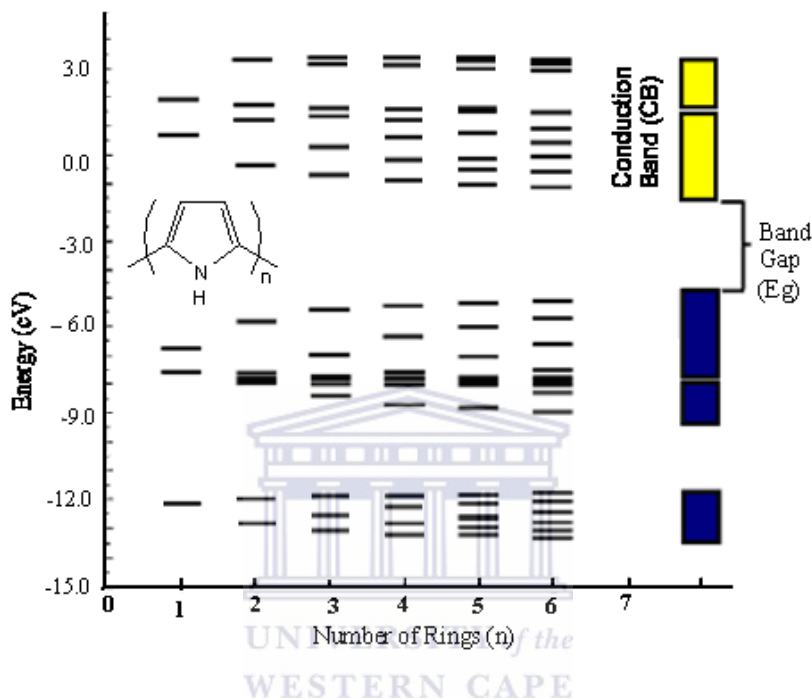 3.0
0.0
-3.0
– 6.0
-9.0
-12.0
-15.0
Energy (eV)
0
1
2
3
4
5
6
7
Number of Rings (n)
( )n
N
H
Conduction
Band (CB)
Band
Gap
(Eg)
UNIVERSITY of the
WESTERN CAPE